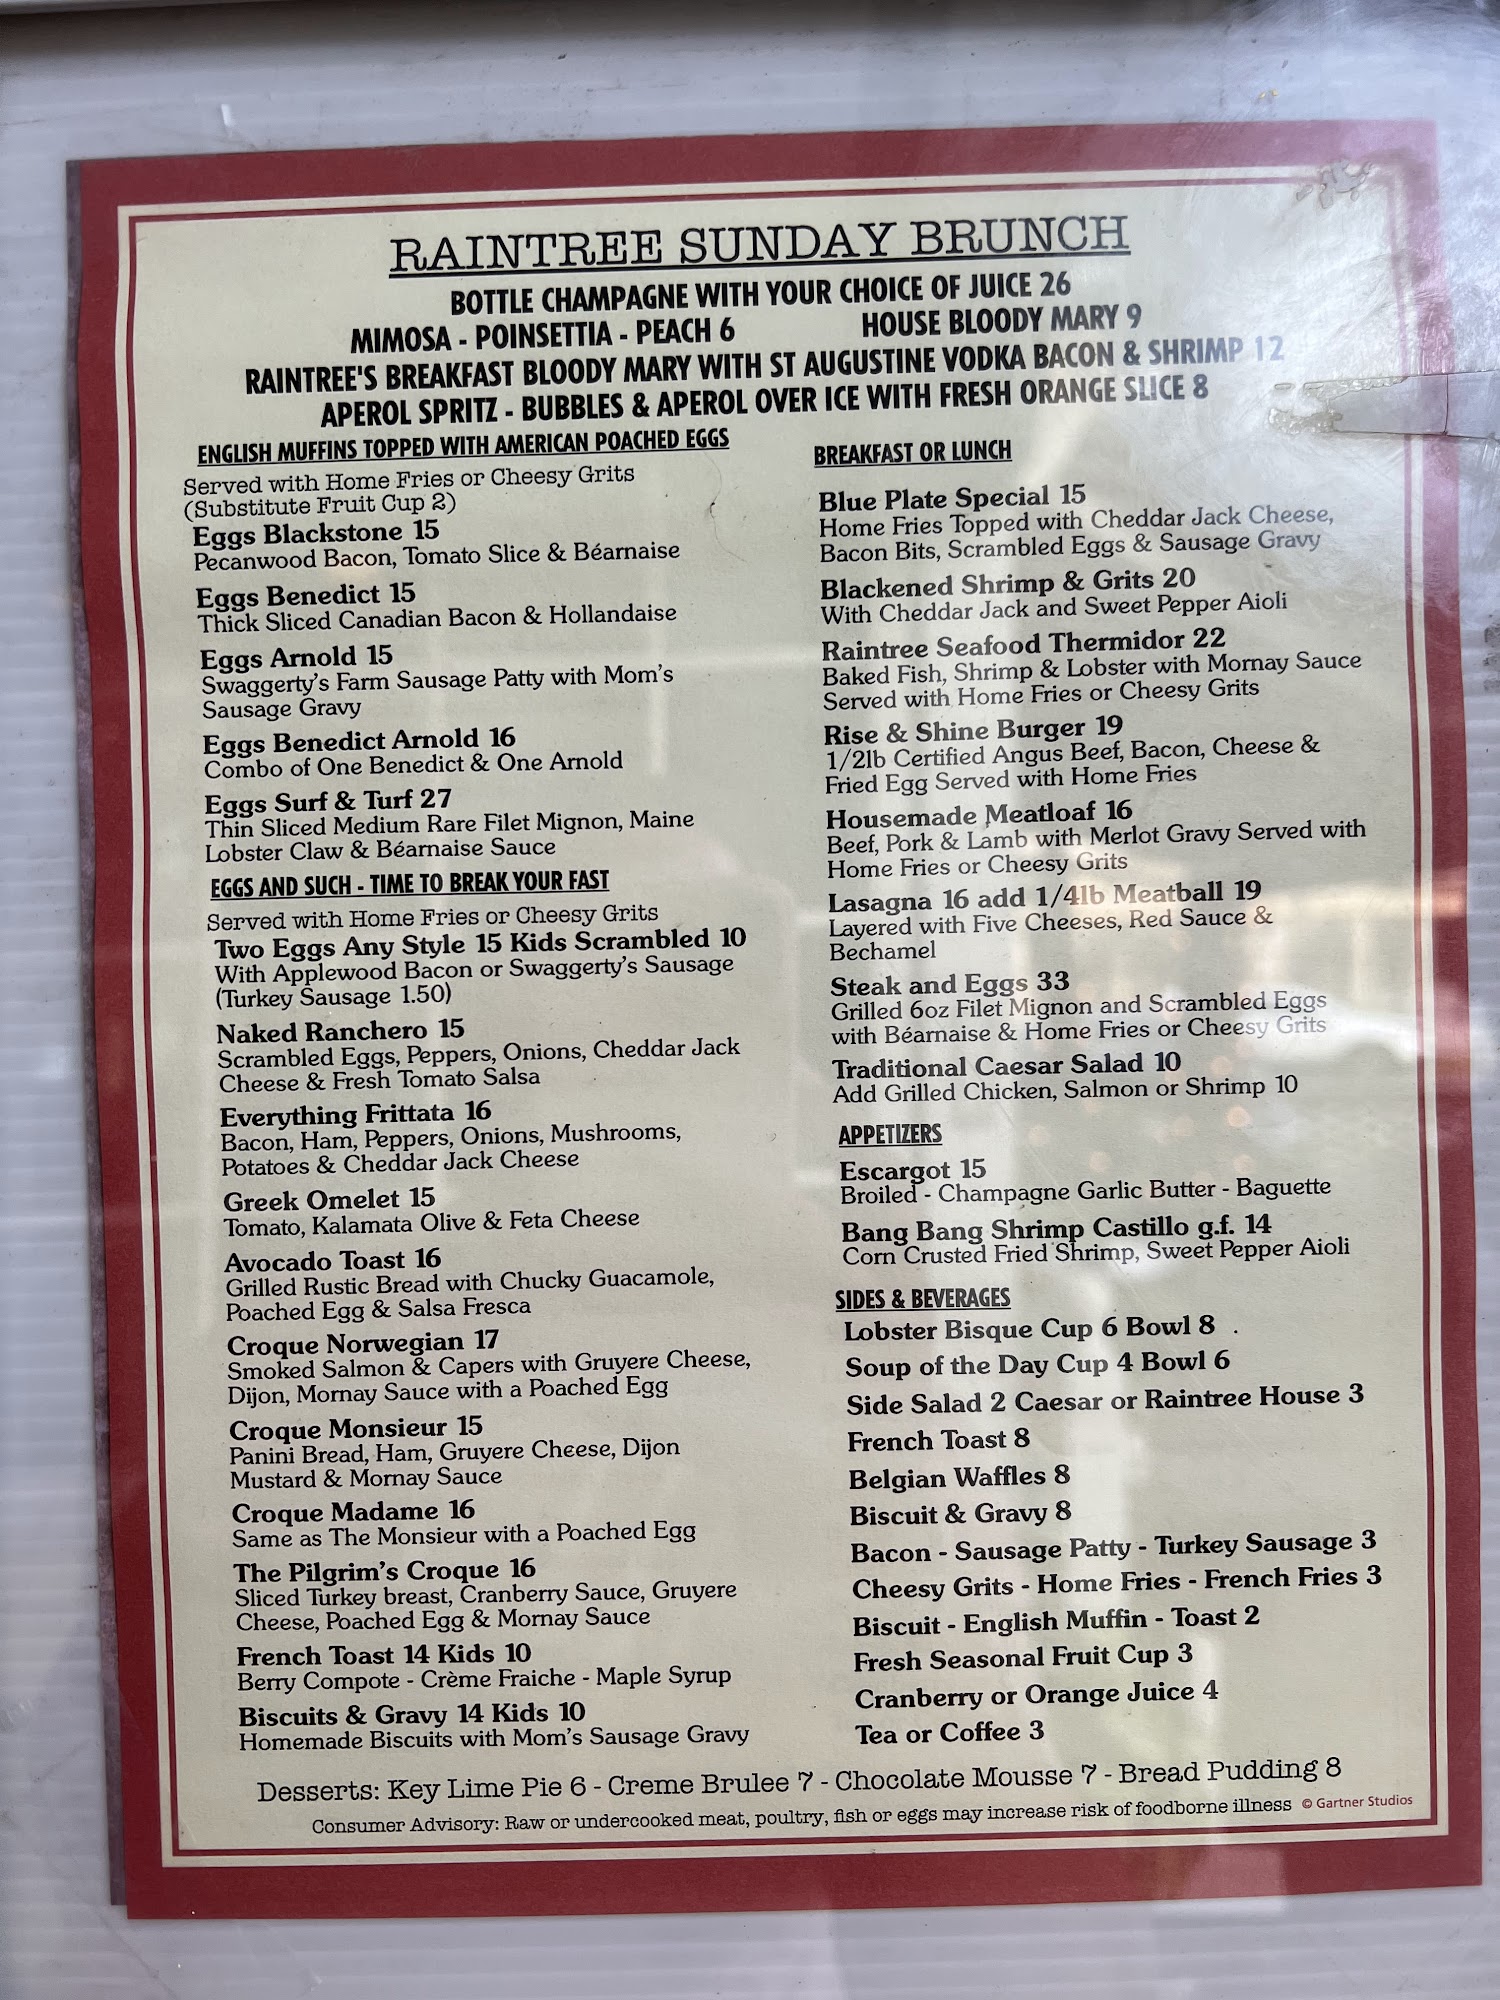 RAINTREE SUNDAY BRUNCH
BOTTLE CHAMPAGNE WITH YOUR CHOICE OF JUICE 26
MIMOSA - POINSETTIA - PEACH 6 HOUSE BLOODY MARY 9
RAINTREE'S BREAKFAST BLOODY MARY WITH ST AUGUSTINE VODKA BACON & SHRIMP 12
APEROL SPRITZ - BUBBLES & APEROL OVER ICE WITH FRESH ORANGE SLICE 8
ENGLISH MUFFINS TOPPED WITH AMERICAN POACHED EGGS
Served with Home Fries or Cheesy Grits
(Substitute Fruit Cup 2)
Eggs Blackstone 15
Pecanwood Bacon, Tomato Slice & Béarnaise
Eggs Benedict 15
Thick Sliced Canadian Bacon & Hollandaise
Eggs Arnold 15
Swaggerty's Farm Sausage Patty with Mom's
Sausage Gravy
Eggs Benedict Arnold 16
Combo of One Benedict & One Arnold
Eggs Surf & Turf 27
Thin Sliced Medium Rare Filet Mignon, Maine
Lobster Claw & Béarnaise Sauce
EGGS AND SUCH - TIME TO BREAK YOUR FAST
Served with Home Fries or Cheesy Grits
Two Eggs Any Style 15 Kids Scrambled 10
With Applewood Bacon or Swaggerty's Sausage
(Turkey Sausage 1.50)
Naked Ranchero 15
Scrambled Eggs, Peppers, Onions, Cheddar Jack
Cheese & Fresh Tomato Salsa
Everything Frittata 16
Bacon, Ham, Peppers, Onions, Mushrooms,
Potatoes & Cheddar Jack Cheese
Greek Omelet 15
Tomato, Kalamata Olive & Feta Cheese
Avocado Toast 16
Grilled Rustic Bread with Chucky Guacamole,
Poached Egg & Salsa Fresca
Croque Norwegian 17
Smoked Salmon & Capers with Gruyere Cheese,
Dijon, Mornay Sauce with a Poached Egg
Croque Monsieur 15
Panini Bread, Ham, Gruyere Cheese, Dijon
Mustard & Mornay Sauce
Croque Madame 16
Same as The Monsieur with a Poached Egg
The Pilgrim's Croque 16
Sliced Turkey breast, Cranberry Sauce, Gruyere
Cheese, Poached Egg & Mornay Sauce
French Toast 14 Kids 10
Berry Compote - Crème Fraiche - Maple Syrup
Biscuits & Gravy 14 Kids 10
Homemade Biscuits with Mom's Sausage Gravy
BREAKFAST OR LUNCH
Blue Plate Special 15
Home Fries Topped with Cheddar Jack Cheese,
Bacon Bits, Scrambled Eggs & Sausage Gravy
Blackened Shrimp & Grits 20
With Cheddar Jack and Sweet Pepper Aioli
Raintree Seafood Thermidor 22
Baked Fish, Shrimp & Lobster with Mornay Sauce
Served with Home Fries or Cheesy Grits
Rise & Shine Burger 19
1/2lb Certified Angus Beef, Bacon, Cheese &
Fried Egg Served with Home Fries
Housemade Meatloaf 16
Beef, Pork & Lamb with Merlot Gravy Served with
Home Fries or Cheesy Grits
Lasagna 16 add 1/4lb Meatball 19
Layered with Five Cheeses, Red Sauce &
Bechamel
Steak and Eggs 33
Grilled 6oz Filet Mignon and Scrambled Eggs
with Béarnaise & Home Fries or Cheesy Grits
Traditional Caesar Salad 10
Add Grilled Chicken, Salmon or Shrimp 10
APPETIZERS
Escargot 15
Broiled - Champagne Garlic Butter - Baguette
Bang Bang Shrimp Castillo g.f. 14
Corn Crusted Fried Shrimp, Sweet Pepper Aioli
SIDES & BEVERAGES
Lobster Bisque Cup 6 Bowl 8 .
Soup of the Day Cup 4 Bowl 6
Side Salad 2 Caesar or Raintree House 3
French Toast 8
Belgian Waffles 8
Biscuit & Gravy 8
Bacon - Sausage Patty - Turkey Sausage 3
Cheesy Grits - Home Fries - French Fries 3
Biscuit - English Muffin - Toast 2
Fresh Seasonal Fruit Cup 3
Cranberry or Orange Juice 4
Tea or Coffee 3
Desserts: Key Lime Pie 6 - Creme Brulee 7 - Chocolate Mousse 7 - Bread Pudding 8
Consumer Advisory: Raw or undercooked meat, poultry, fish or eggs may increase risk of foodborne illness © Gartner Studios